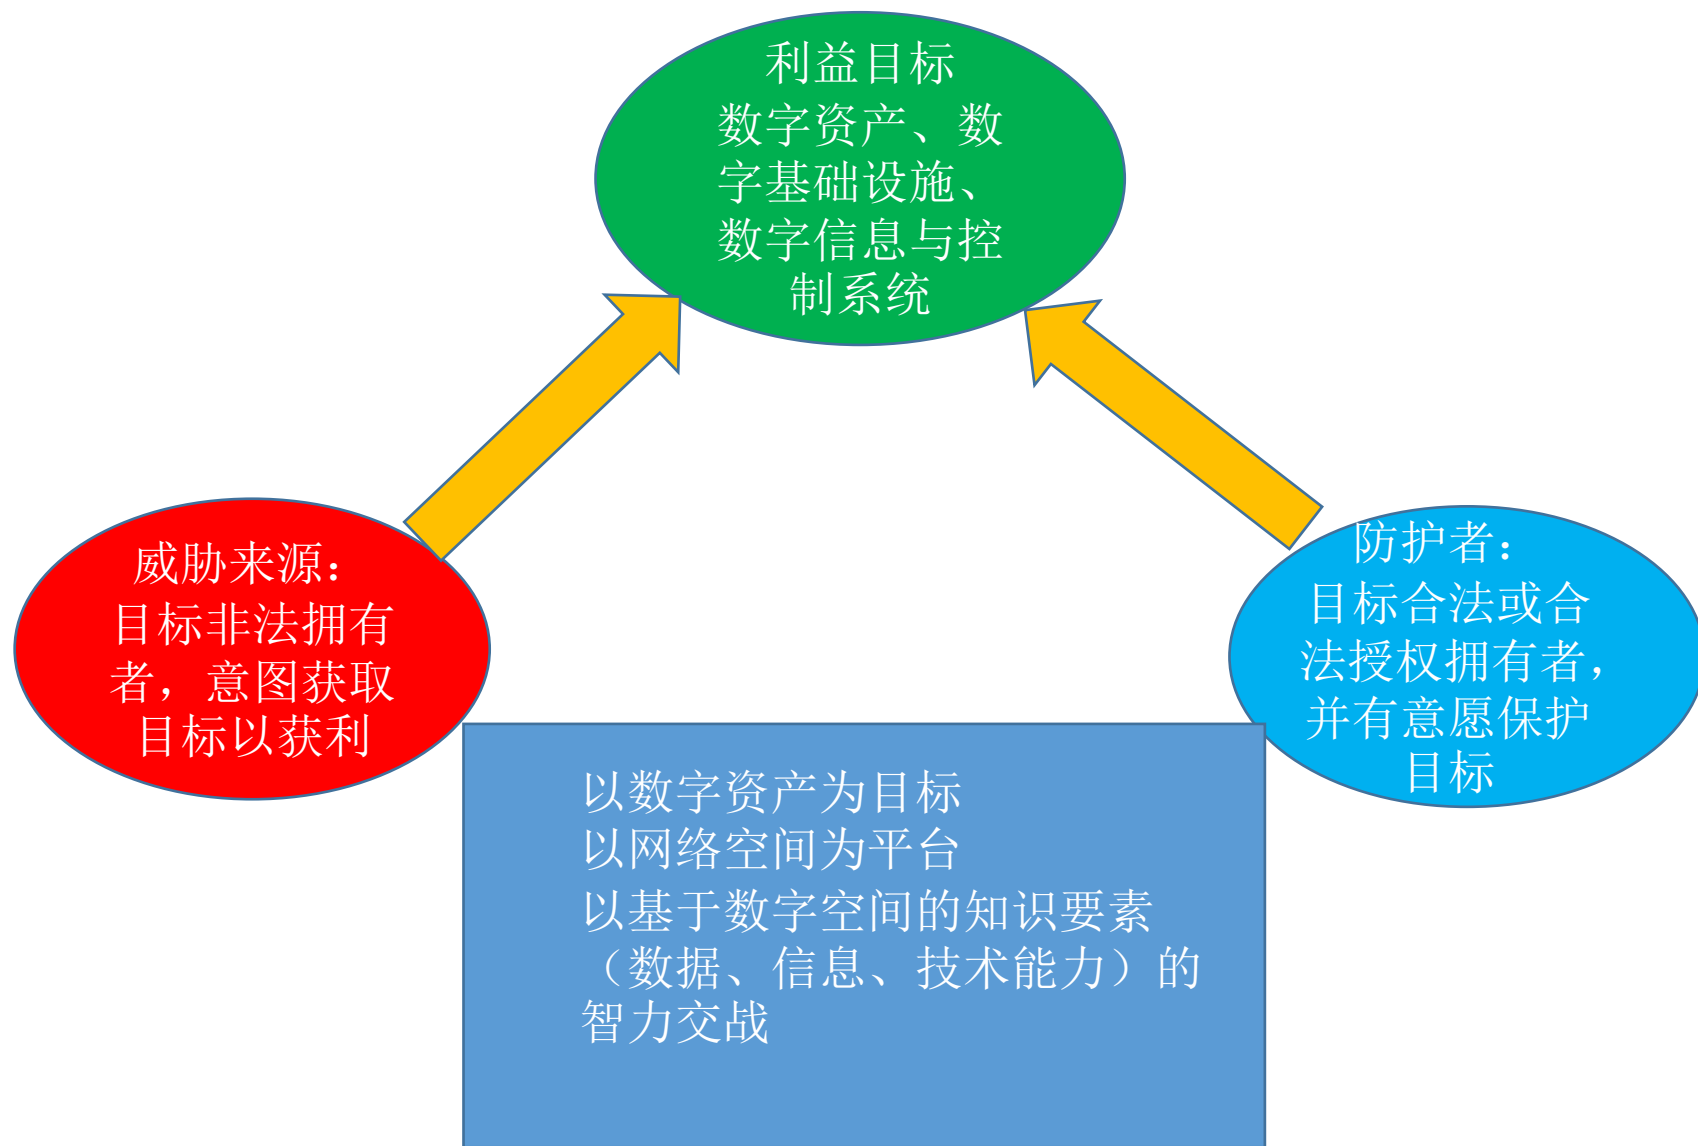 利益目标
数字资产、数
字基础设施、
数字信息与控
制系统
威胁来源：
目标非法拥有
者，意图获取
目标以获利
防护者：
目标合法或合
法授权拥有者，
并有意愿保护
目标
以数字资产为目标
以网络空间为平台
以基于数字空间的知识要素
（数据、信息、技术能力）的
智力交战